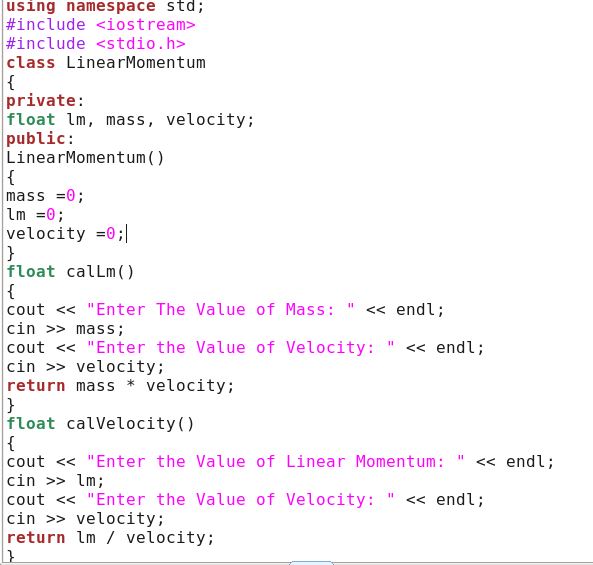 using namespace std;
#include <iostream>
#include <stdio.h>
class LinearMomentum
{
private:
float lm, mass, velocity;
public:
LinearMomentum()
{
mass =0;
lm =0;
velocity =0;
}
float calLm()
{
cout << "Enter The Value of Mass: " << endl;
cin >> mass;
cout << "Enter the Value of Velocity: " << endl;
cin >> velocity;
return mass * velocity;
}
float calVelocity()
{
cout << "Enter the Value of Linear Momentum: " << endl;
cin >> lm;
cout << "Enter the Value of Velocity: " << endl;
cin >> velocity;
return lm / velocity;
}